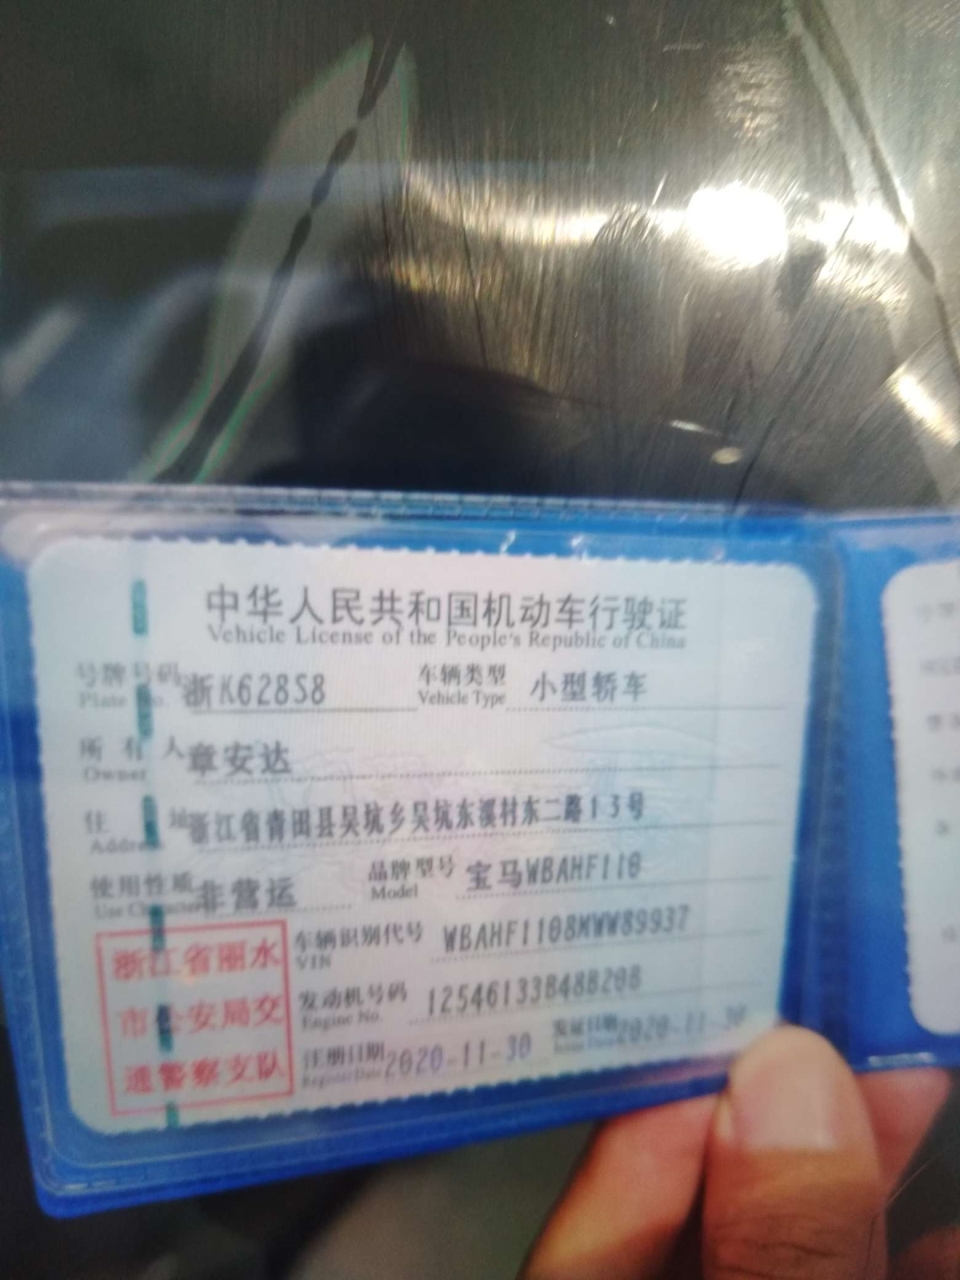 中华人民共和国机动车行驶证
Vehicle License of the People's Republic of China
号牌号码 浙K628S8 车辆类型 小型轿车
Plate No. Vehicle Type
所有人 章安达
Owner
住址 浙江省青田县吴坑乡吴坑东溪村东二路13号
Address
使用性质 非营运 品牌型号 宝马WBAHF110
Use Character Model
浙江省丽水
市公安局交
通警察支队
车辆识别代号 WBAHF1108MWW89937
VIN
发动机号码 12546133B48B20B
Engine No.
注册日期 2020-11-30 发证日期 2020-11-30
Register Date Issue Date